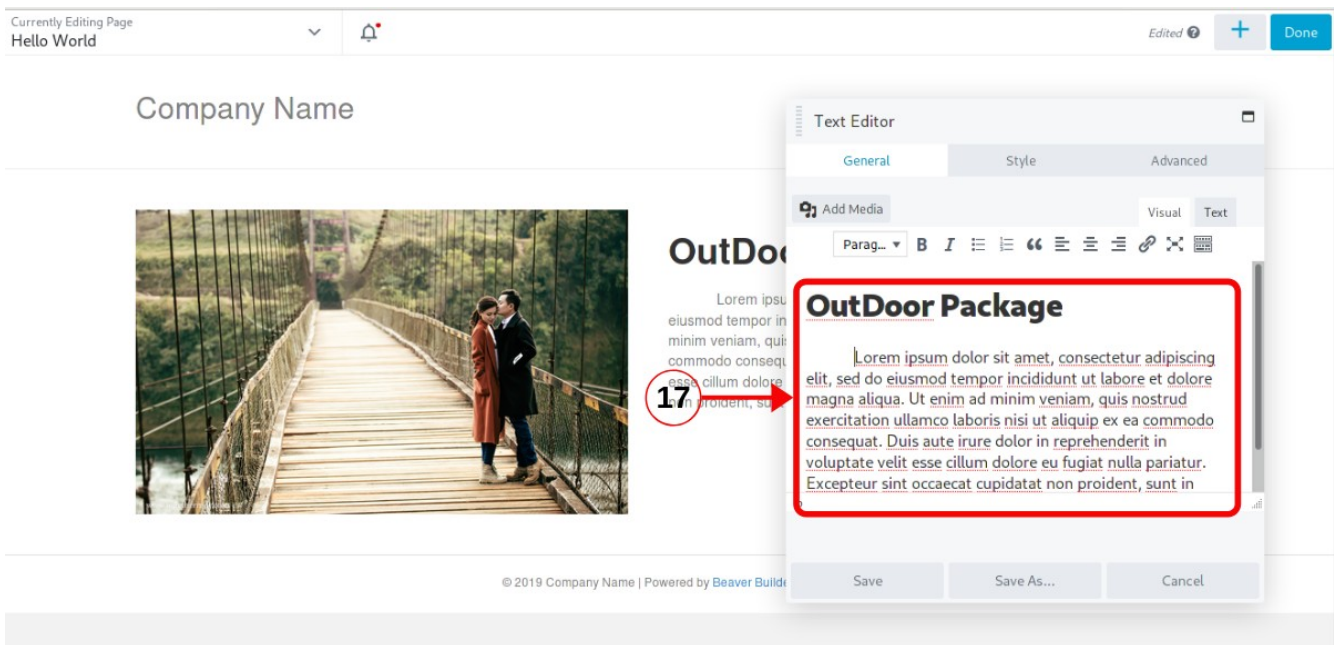 Currently Editing Page
Hello World
Edited ?
+
Done
Company Name
Text Editor
General
Style
Advanced
Add Media
Visual
Text
Parag...
B
I
OutDoo
Lorem ipsu
eiusmod tempor in
minim veniam, quis
commodo consequ
esse cillum dolore
non proident, su
17
OutDoor Package
Lorem ipsum dolor sit amet, consectetur adipiscing
elit, sed do eiusmod tempor incididunt ut labore et dolore
magna aliqua. Ut enim ad minim veniam, quis nostrud
exercitation ullamco laboris nisi ut aliquip ex ea commodo
consequat. Duis aute irure dolor in reprehenderit in
voluptate velit esse cillum dolore eu fugiat nulla pariatur.
Excepteur sint occaecat cupidatat non proident, sunt in
Save
Save As...
Cancel
© 2019 Company Name | Powered by Beaver Builde